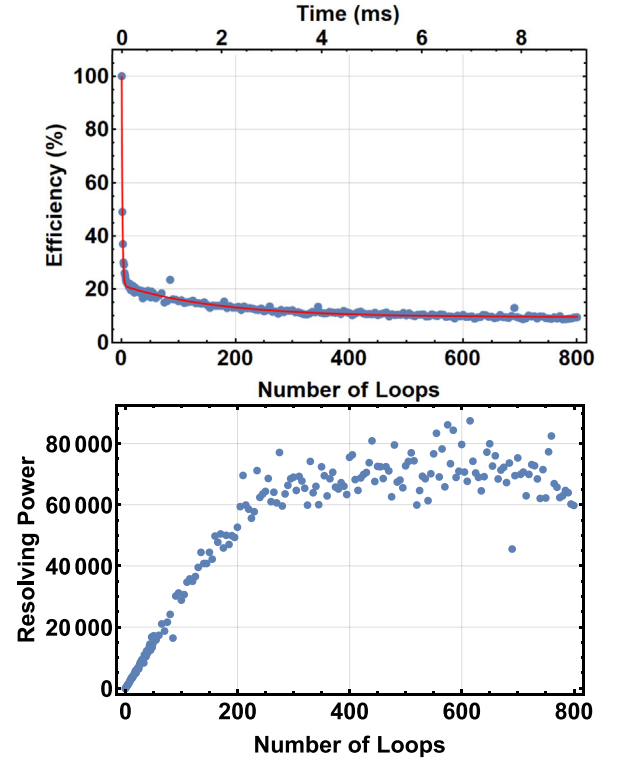 Time (ms)
0 2 4 6 8
100
80
60
40
20
0
Efficiency (%)
0 200 400 600 800
Number of Loops
80 000
60 000
40 000
20 000
0
Resolving Power
0 200 400 600 800
Number of Loops